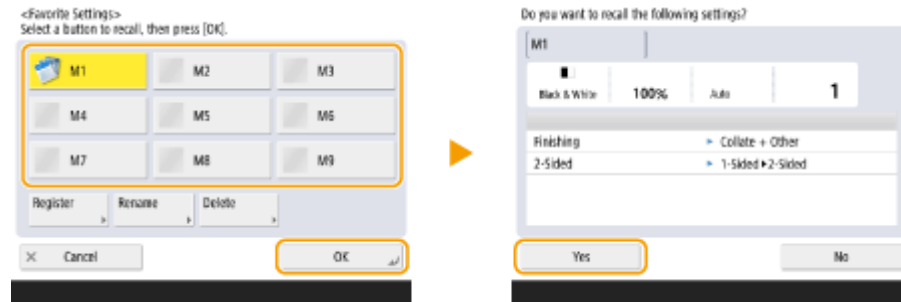 <Favorite Settings>
Select a button to recall, then press [OK].
M1 M2 M3
M4 M5 M6
M7 M8 M9
Register Rename Delete
× Cancel OK
Do you want to recall the following settings?
M1
Black & White 100% Auto 1
Finishing ► Collate + Other
2-Sided ► 1-Sided►2-Sided
Yes No